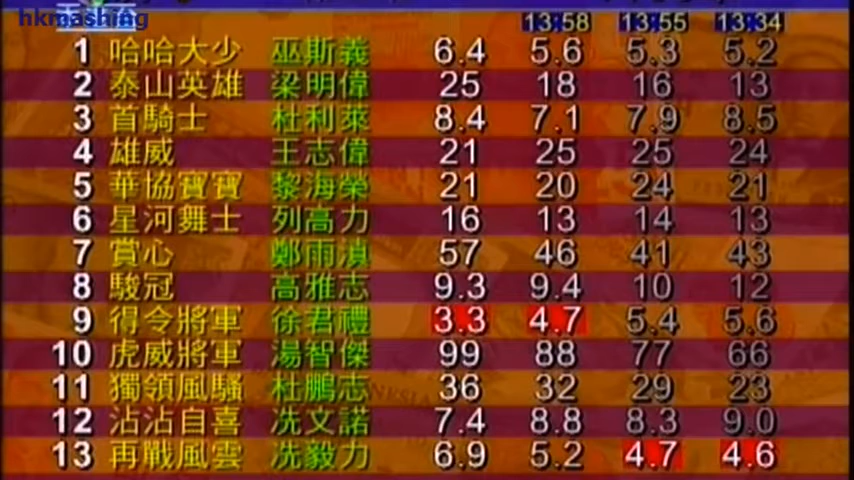 hkmashing
13:58 13:55 13:34
1 哈哈大少 巫斯義 6.4 5.6 5.3 5.2
2 泰山英雄 梁明偉 25 18 16 13
3 首騎士 杜利萊 8.4 7.1 7.9 8.5
4 雄威 王志偉 21 25 25 24
5 華協寶寶 黎海榮 21 20 24 21
6 星河舞士 列高力 16 13 14 13
7 賞心 鄭雨滇 57 46 41 43
8 駿冠 高雅志 9.3 9.4 10 12
9 得令將軍 徐君禮 3.3 4.7 5.4 5.6
10 虎威將軍 湯智傑 99 88 77 66
11 獨領風騷 杜鵬志 36 32 29 23
12 沾沾自喜 冼文諾 7.4 8.8 8.3 9.0
13 再戰風雲 冼毅力 6.9 5.2 4.7 4.6